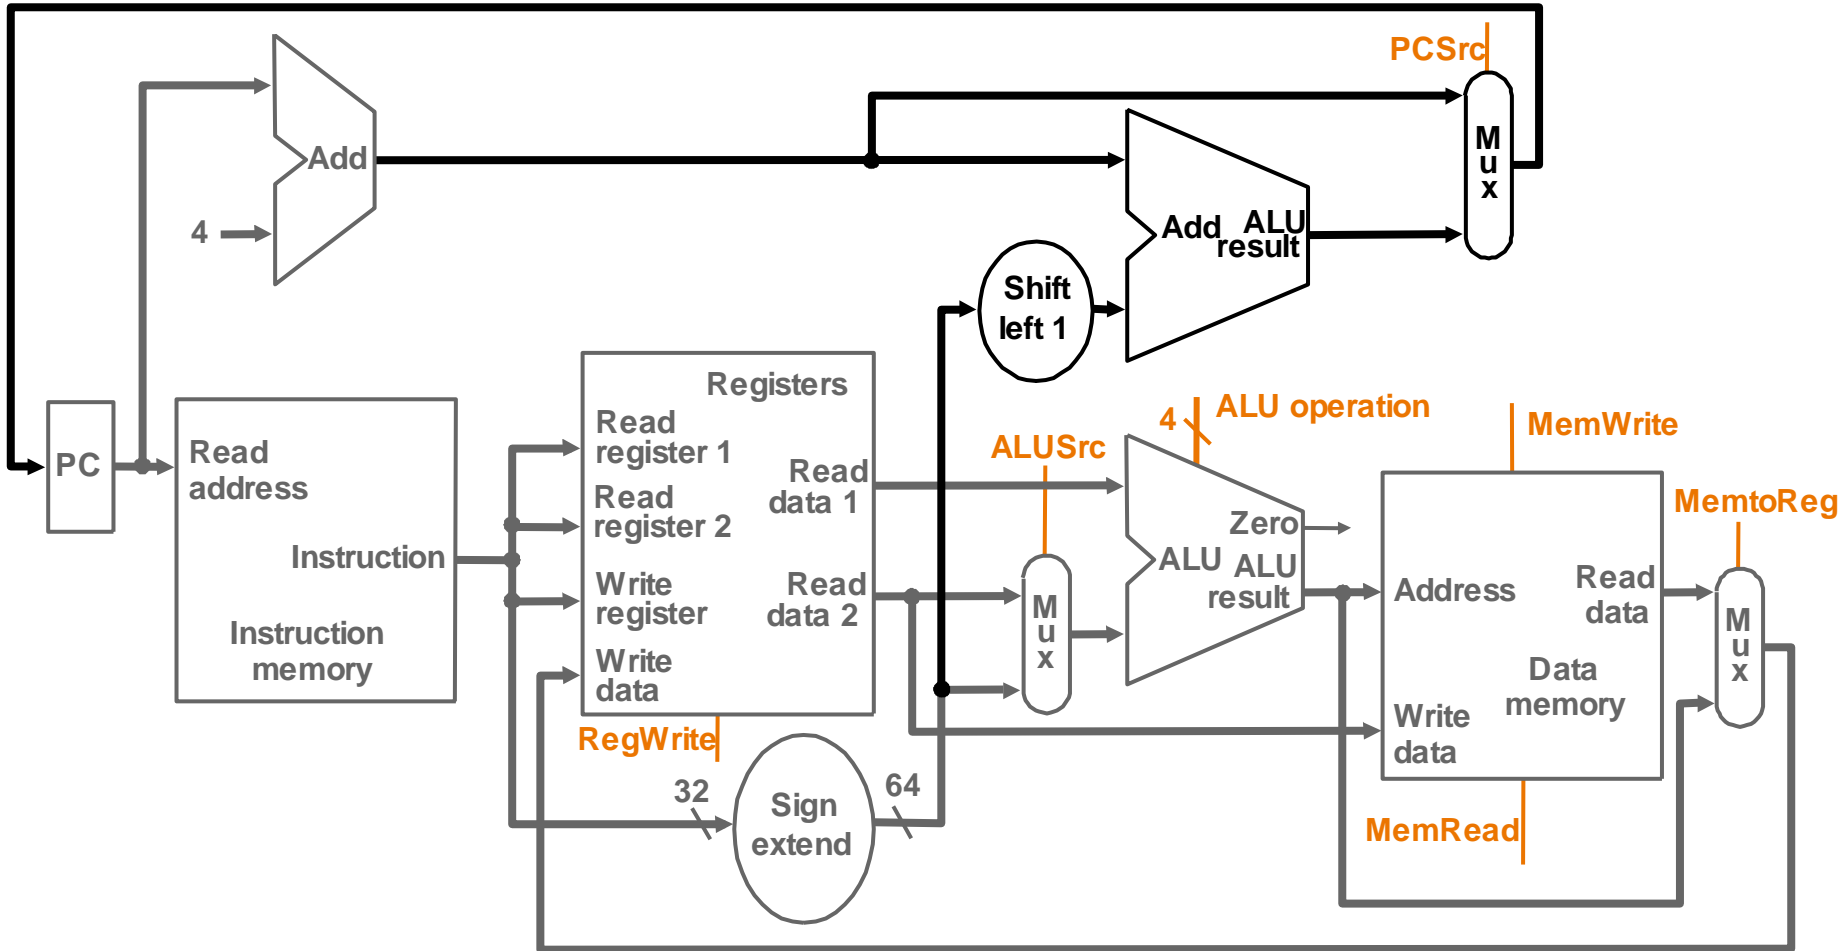 PCSrc
Add
4
M
u
x
Add
ALU
result
Shift
left 1
Registers
Read
register 1
Read
register 2
Write
register
Write
data
Read
data 1
Read
data 2
RegWrite
PC
Read
address
Instruction
Instruction
memory
ALUSrc
M
u
x
4
ALU operation
Zero
ALU
ALU
result
MemWrite
Address
Read
data
Data
memory
Write
data
MemRead
MemtoReg
M
u
x
32
Sign
extend
64